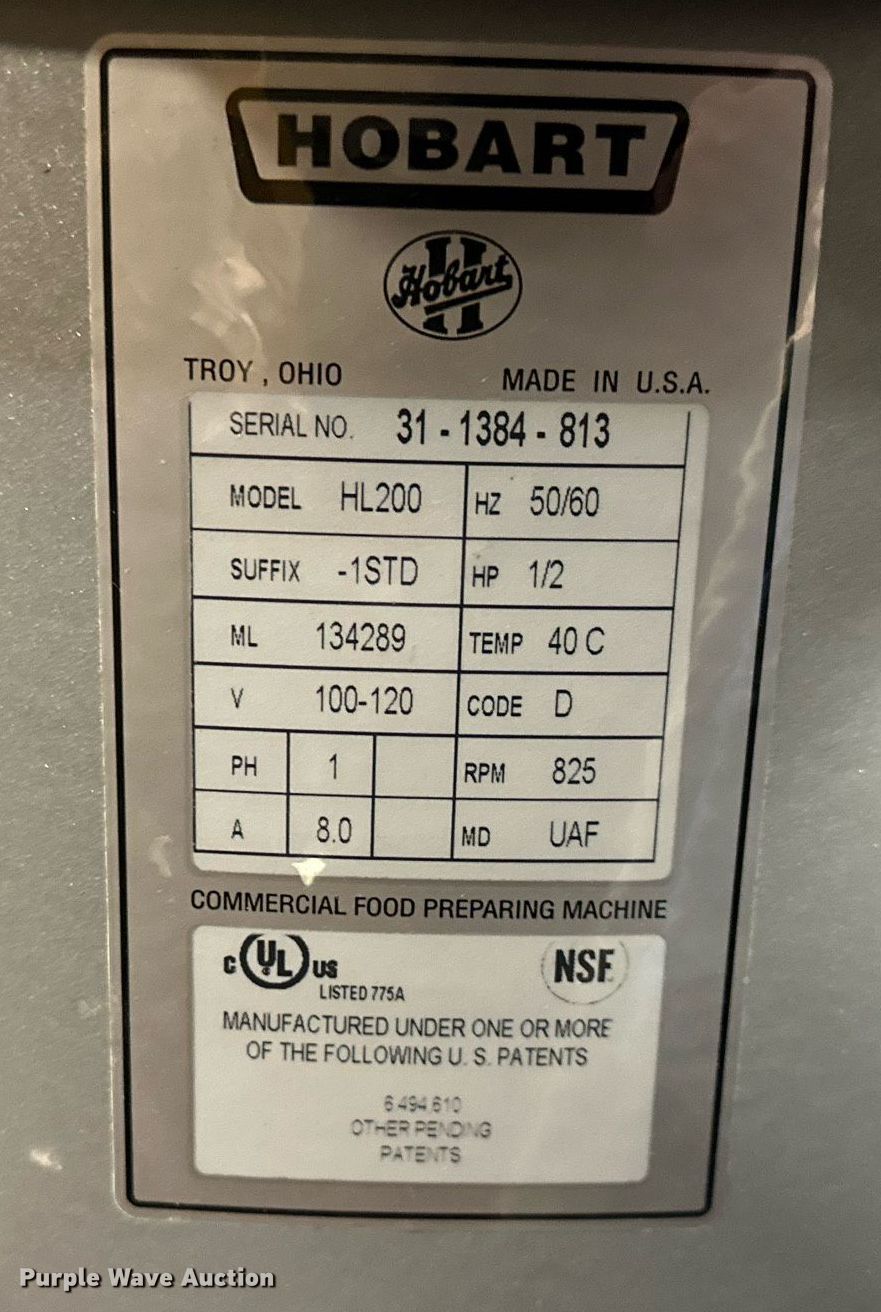 HOBART
Hobart
TROY, OHIO MADE IN U.S.A.
SERIAL NO. 31 - 1384 - 813
MODEL HL200 HZ 50/60
SUFFIX -1STD HP 1/2
ML 134289 TEMP 40 C
V 100-120 CODE D
PH 1 RPM 825
A 8.0 MD UAF
COMMERCIAL FOOD PREPARING MACHINE
C UL US NSF
LISTED 775A
MANUFACTURED UNDER ONE OR MORE
OF THE FOLLOWING U. S. PATENTS
6.494.610
OTHER PENDING
PATENTS
Purple Wave Auction